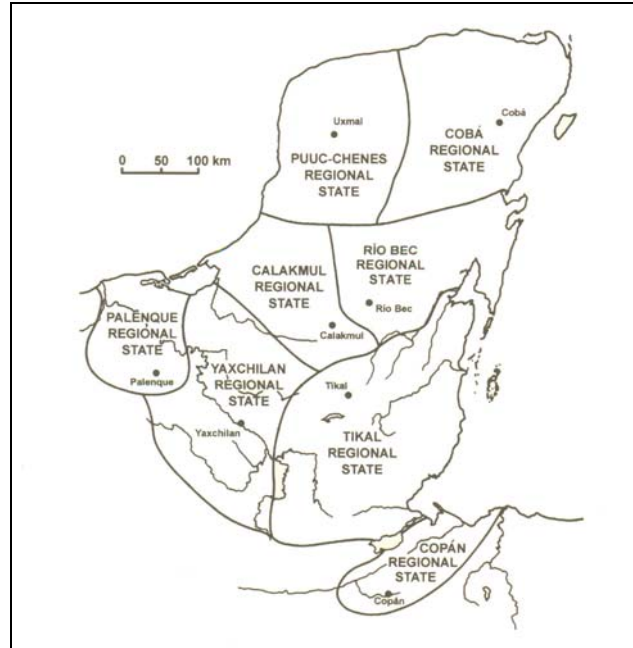 Uxmal
PUUC-CHENES
REGIONAL
STATE
Cobá
COBÁ
REGIONAL
STATE
0 50 100 km
CALAKMUL
REGIONAL
STATE
Calakmul
RÍO BEC
REGIONAL
STATE
Río Bec
PALENQUE
REGIONAL
STATE
Palenque
YAXCHILAN
REGIONAL
STATE
Yaxchilan
Tikal
TIKAL
REGIONAL
STATE
COPÁN
REGIONAL
STATE
Copán